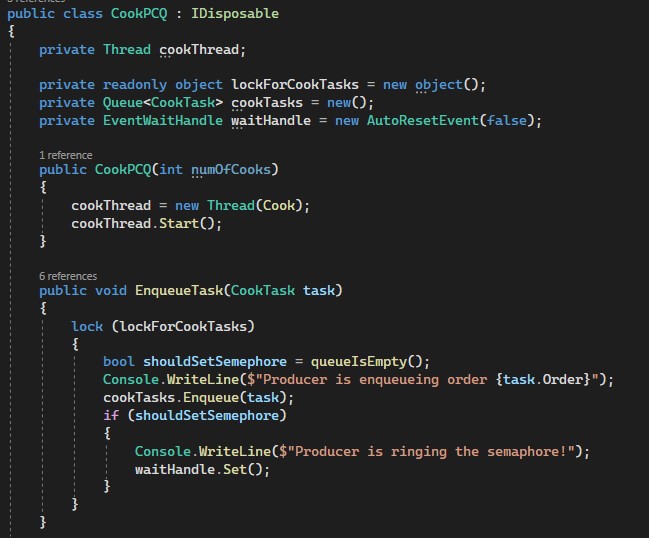 3 references
public class CookPCQ : IDisposable
{
private Thread cookThread;
private readonly object lockForCookTasks = new object();
private Queue<CookTask> cookTasks = new();
private EventWaitHandle waitHandle = new AutoResetEvent(false);
1 reference
public CookPCQ(int numOfCooks)
{
cookThread = new Thread(Cook);
cookThread.Start();
}
6 references
public void EnqueueTask(CookTask task)
{
lock (lockForCookTasks)
{
bool shouldSetSemephore = queueIsEmpty();
Console.WriteLine($"Producer is enqueueing order {task.Order}");
cookTasks.Enqueue(task);
if (shouldSetSemephore)
{
Console.WriteLine($"Producer is ringing the semaphore!");
waitHandle.Set();
}
}
}